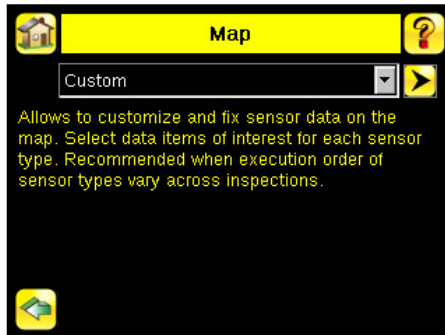 Map
?
Custom
Allows to customize and fix sensor data on the
map. Select data items of interest for each sensor
type. Recommended when execution order of
sensor types vary across inspections.